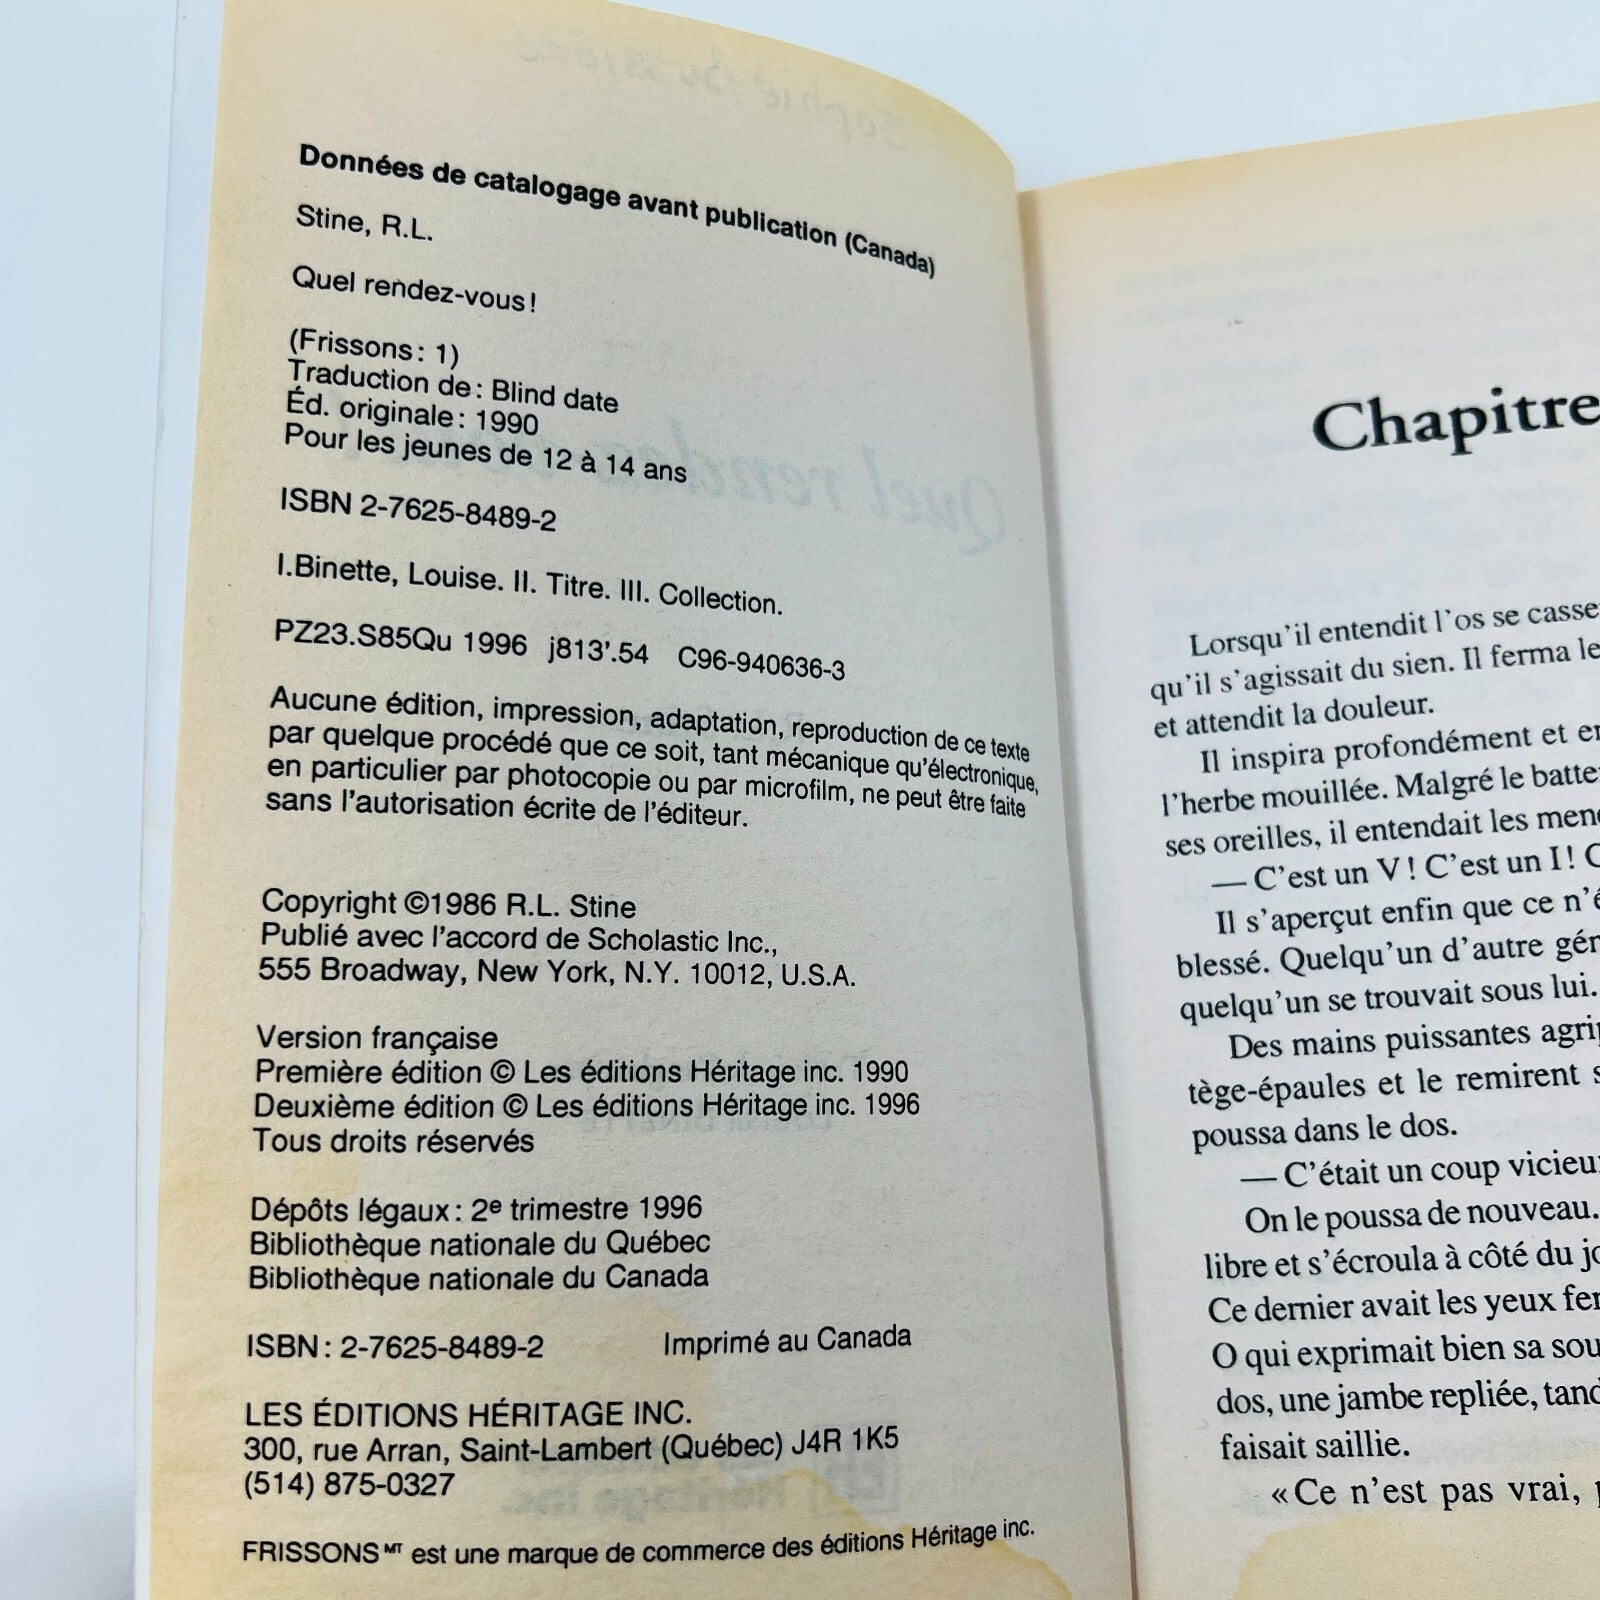 Données de catalogage avant publication (Canada)
Stine, R.L.
Quel rendez-vous!
(Frissons: 1)
Traduction de: Blind date
Éd. originale: 1990
Pour les jeunes de 12 à 14 ans
ISBN 2-7625-8489-2
I.Binette, Louise. II. Titre. III. Collection.
PZ23.S85Qu 1996 j813'.54 C96-940636-3
Aucune édition, impression, adaptation, reproduction de ce texte
par quelque procédé que ce soit, tant mécanique qu'électronique,
en particulier par photocopie ou par microfilm, ne peut être faite
sans l'autorisation écrite de l'éditeur.
Copyright ©1986 R.L. Stine
Publié avec l'accord de Scholastic Inc.,
555 Broadway, New York, N.Y. 10012, U.S.A.
Version française
Première édition © Les éditions Héritage inc. 1990
Deuxième édition © Les éditions Héritage inc. 1996
Tous droits réservés
Dépôts légaux: 2e trimestre 1996
Bibliothèque nationale du Québec
Bibliothèque nationale du Canada
ISBN: 2-7625-8489-2 Imprimé au Canada
LES ÉDITIONS HÉRITAGE INC.
300, rue Arran, Saint-Lambert (Québec) J4R 1K5
(514) 875-0327
FRISSONS MT est une marque de commerce des éditions Héritage inc.
Chapitre
Lorsqu'il entendit l'os se casse
qu'il s'agissait du sien. Il ferma le
et attendit la douleur.
Il inspira profondément et
l'herbe mouillée. Malgré le batte
ses oreilles, il entendait les
— C'est un V! C'est un I!
Il s'aperçut enfin que ce
blessé. Quelqu'un d'autre
quelqu'un se trouvait sous lui.
Des mains puissantes
tège-épaules et le remirent
poussa dans le dos.
— C'était un coup
On le poussa de nouveau.
libre et s'écroula à côté du
Ce dernier avait les yeux
O qui exprimait bien sa
dos, une jambe repliée,
faisait saillie.
«Ce n'est pas vrai,